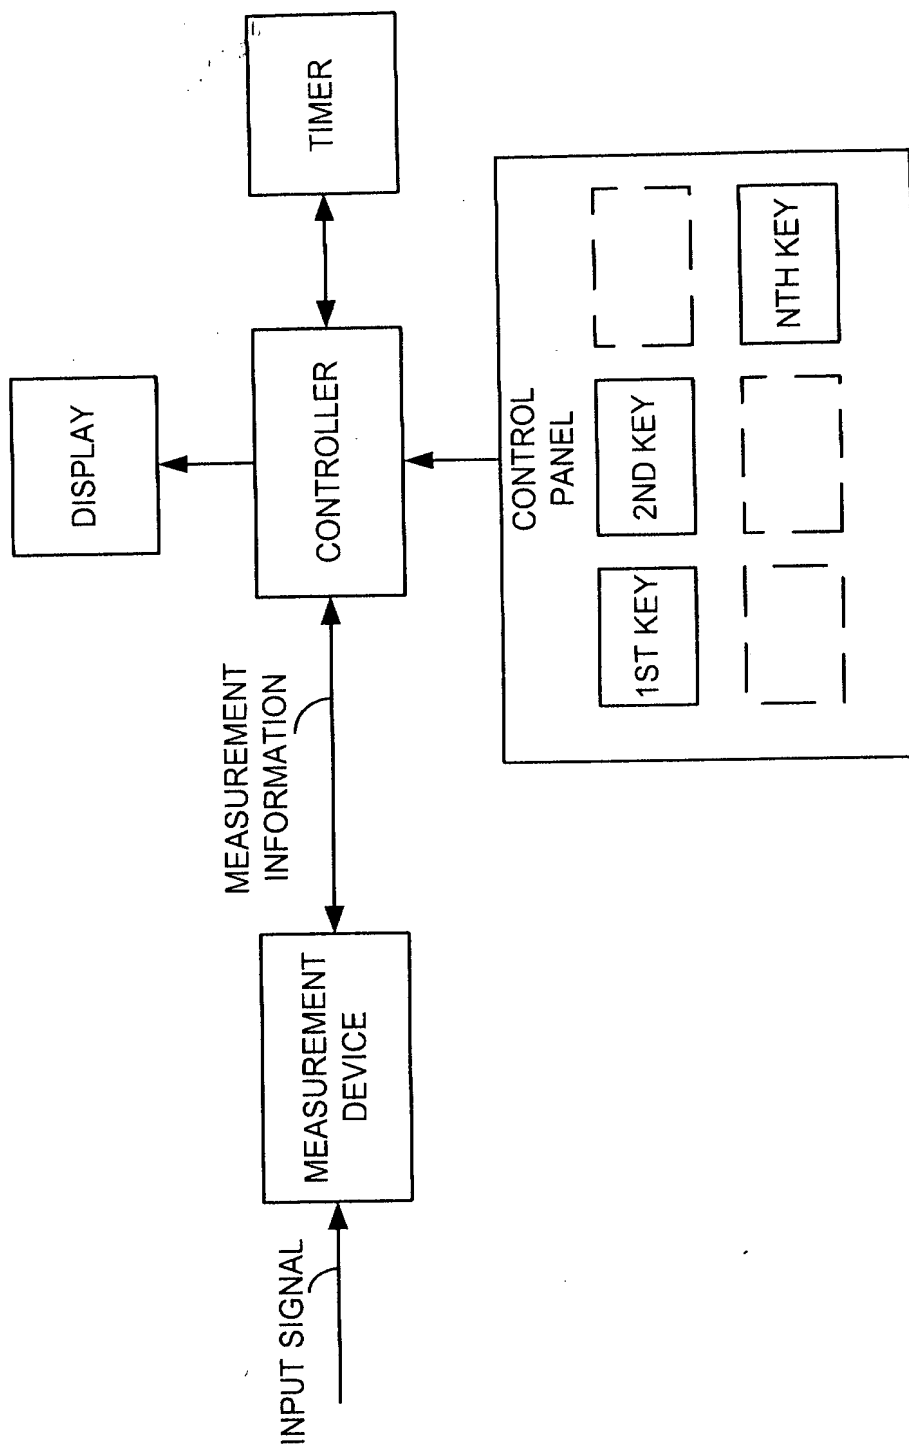 DISPLAY
TIMER
CONTROLLER
MEASUREMENT
INFORMATION
MEASUREMENT
DEVICE
INPUT SIGNAL
CONTROL
PANEL
1ST KEY
2ND KEY
NTH KEY